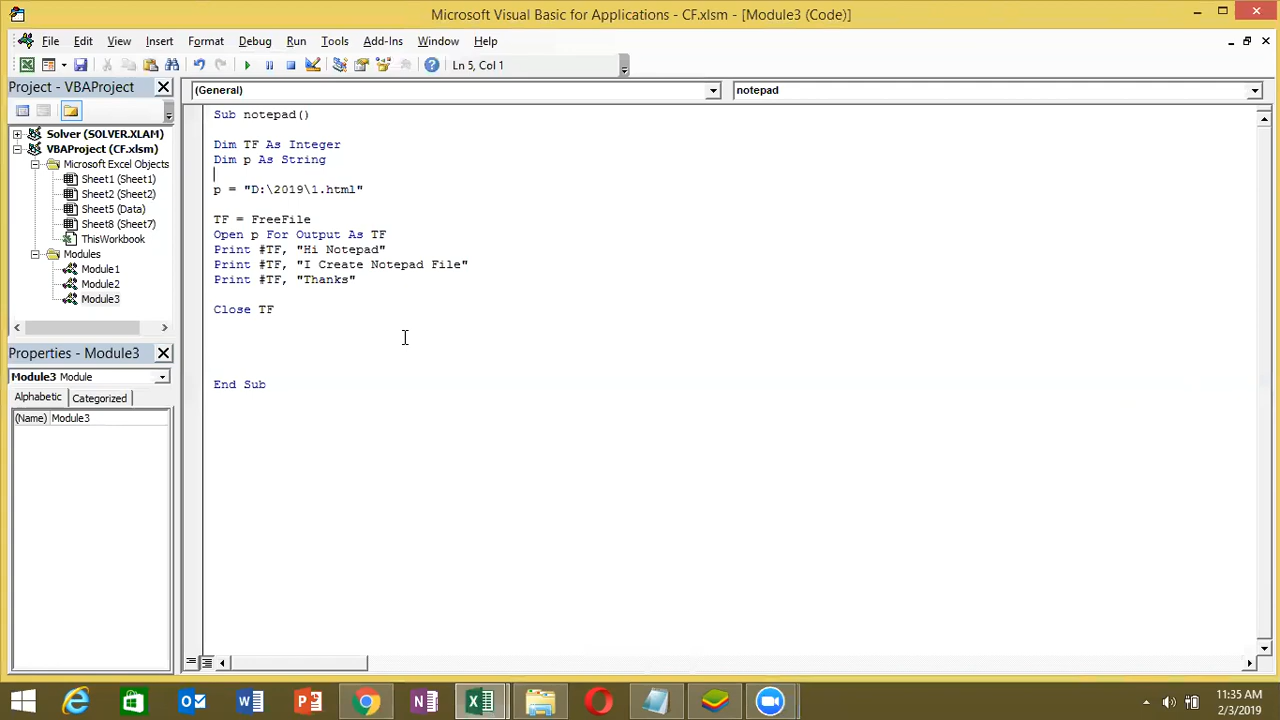 Microsoft Visual Basic for Applications - CF.xlsm - [Module3 (Code)]
File Edit View Insert Format Debug Run Tools Add-Ins Window Help
Ln 5, Col 1
Project - VBAProject
(General) notepad
Solver (SOLVER.XLAM)
VBAProject (CF.xlsm)
Microsoft Excel Objects
Sheet1 (Sheet1)
Sheet2 (Sheet2)
Sheet5 (Data)
Sheet8 (Sheet7)
ThisWorkbook
Modules
Module1
Module2
Module3
Properties - Module3
Module3 Module
Alphabetic Categorized
(Name) Module3
Sub notepad()
Dim TF As Integer
Dim p As String
p = "D:\2019\1.html"
TF = FreeFile
Open p For Output As TF
Print #TF, "Hi Notepad"
Print #TF, "I Create Notepad File"
Print #TF, "Thanks"
Close TF
End Sub
11:35 AM
2/3/2019